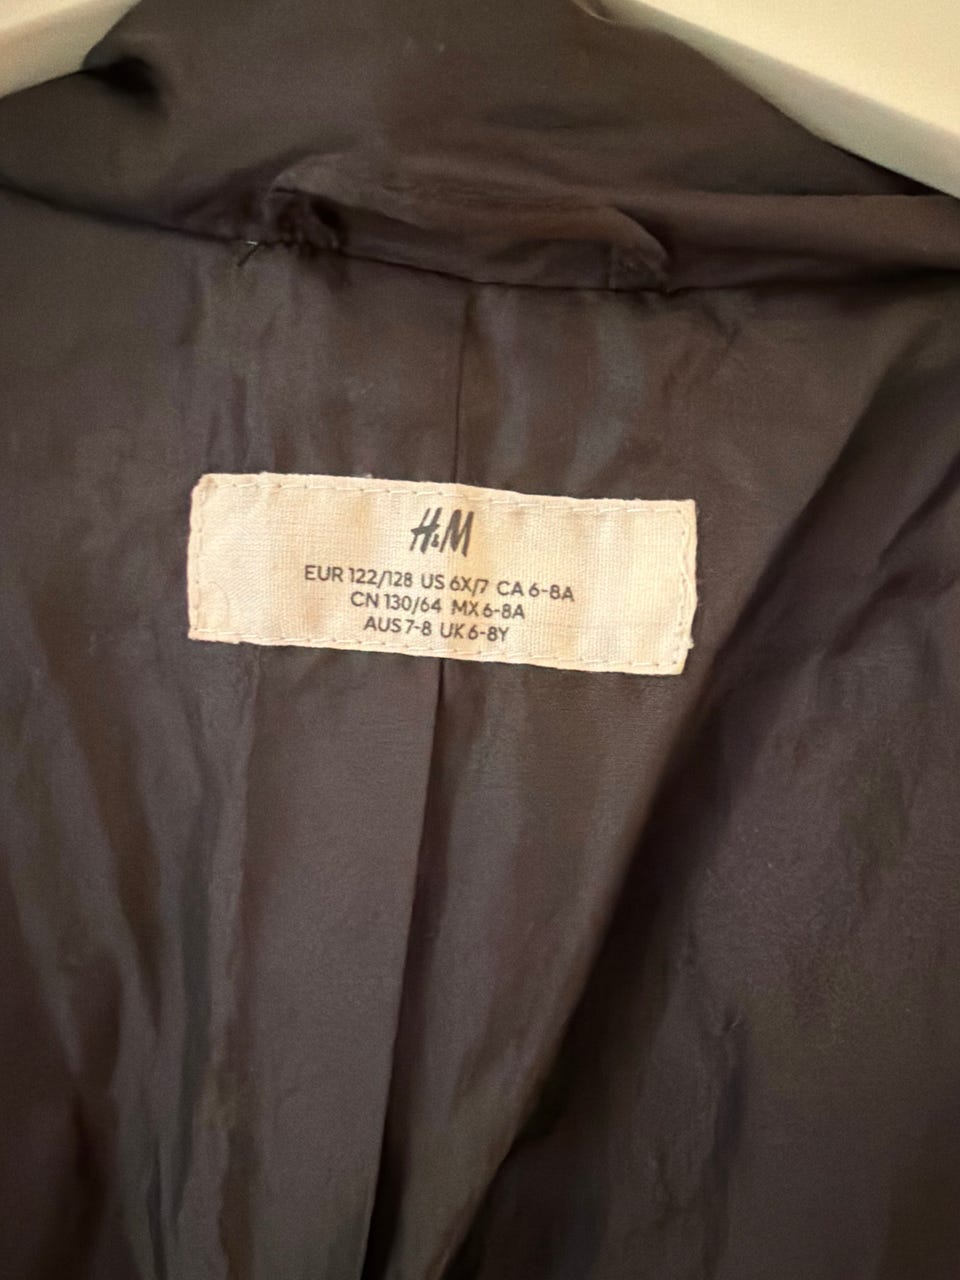 H&M
EUR 122/128 US 6X/7 CA 6-8A
CN 130/64 MX 6-8A
AUS 7-8 UK 6-8Y